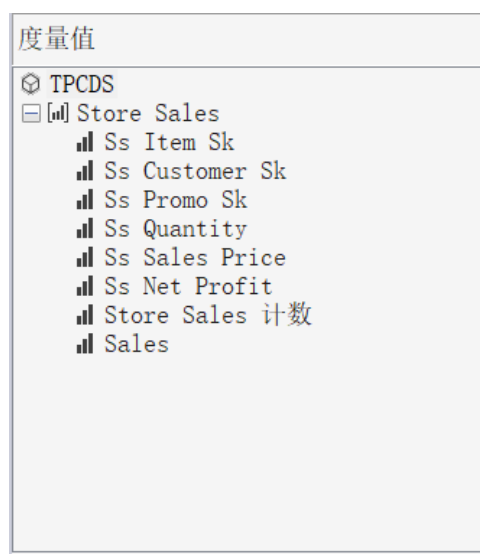 度量值
TPCDS
Store Sales
Ss Item Sk
Ss Customer Sk
Ss Promo Sk
Ss Quantity
Ss Sales Price
Ss Net Profit
Store Sales 计数
Sales